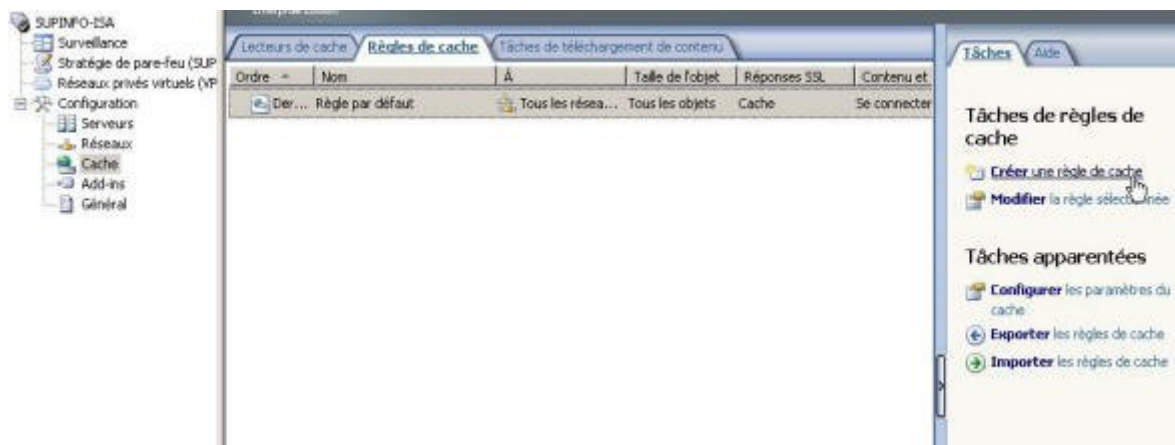 SUPINFO-ISA
Surveillance
Stratégie de pare-feu (SUP
Réseaux privés virtuels (VP
Configuration
Serveurs
Réseaux
Cache
Add-ins
Général
Lecteurs de cache Règles de cache Tâches de téléchargement de contenu
Ordre Nom À Taille de l'objet Réponses SSL Contenu et
Der... Règle par défaut Tous les résea... Tous les objets Cache Se connecter
Tâches Aide
Tâches de règles de
cache
Créer une règle de cache
Modifier la règle sélectionnée
Tâches apparentées
Configurer les paramètres du
cache
Exporter les règles de cache
Importer les règles de cache